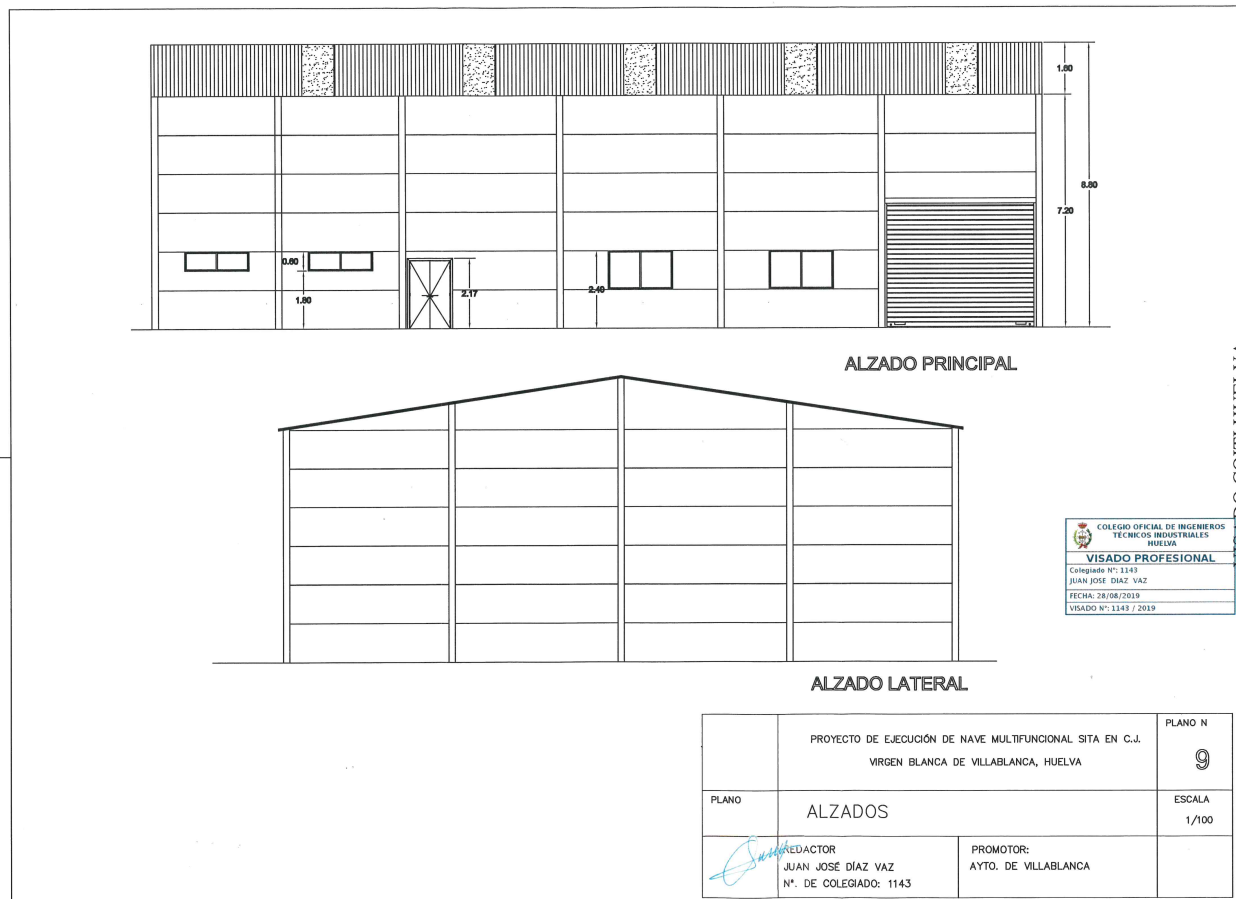 1.60
8.80
7.20
0.60
1.80
2.17
2.40
ALZADO PRINCIPAL
ALZADO LATERAL
COLEGIO OFICIAL DE INGENIEROS
TÉCNICOS INDUSTRIALES
HUELVA
VISADO PROFESIONAL
Colegiado Nº: 1143
JUAN JOSE DIAZ VAZ
FECHA: 28/08/2019
VISADO Nº: 1143 / 2019
PROYECTO DE EJECUCIÓN DE NAVE MULTIFUNCIONAL SITA EN C.J.
VIRGEN BLANCA DE VILLABLANCA, HUELVA
PLANO N
9
PLANO
ALZADOS
ESCALA
1/100
REDACTOR
JUAN JOSÉ DÍAZ VAZ
Nº. DE COLEGIADO: 1143
PROMOTOR:
AYTO. DE VILLABLANCA